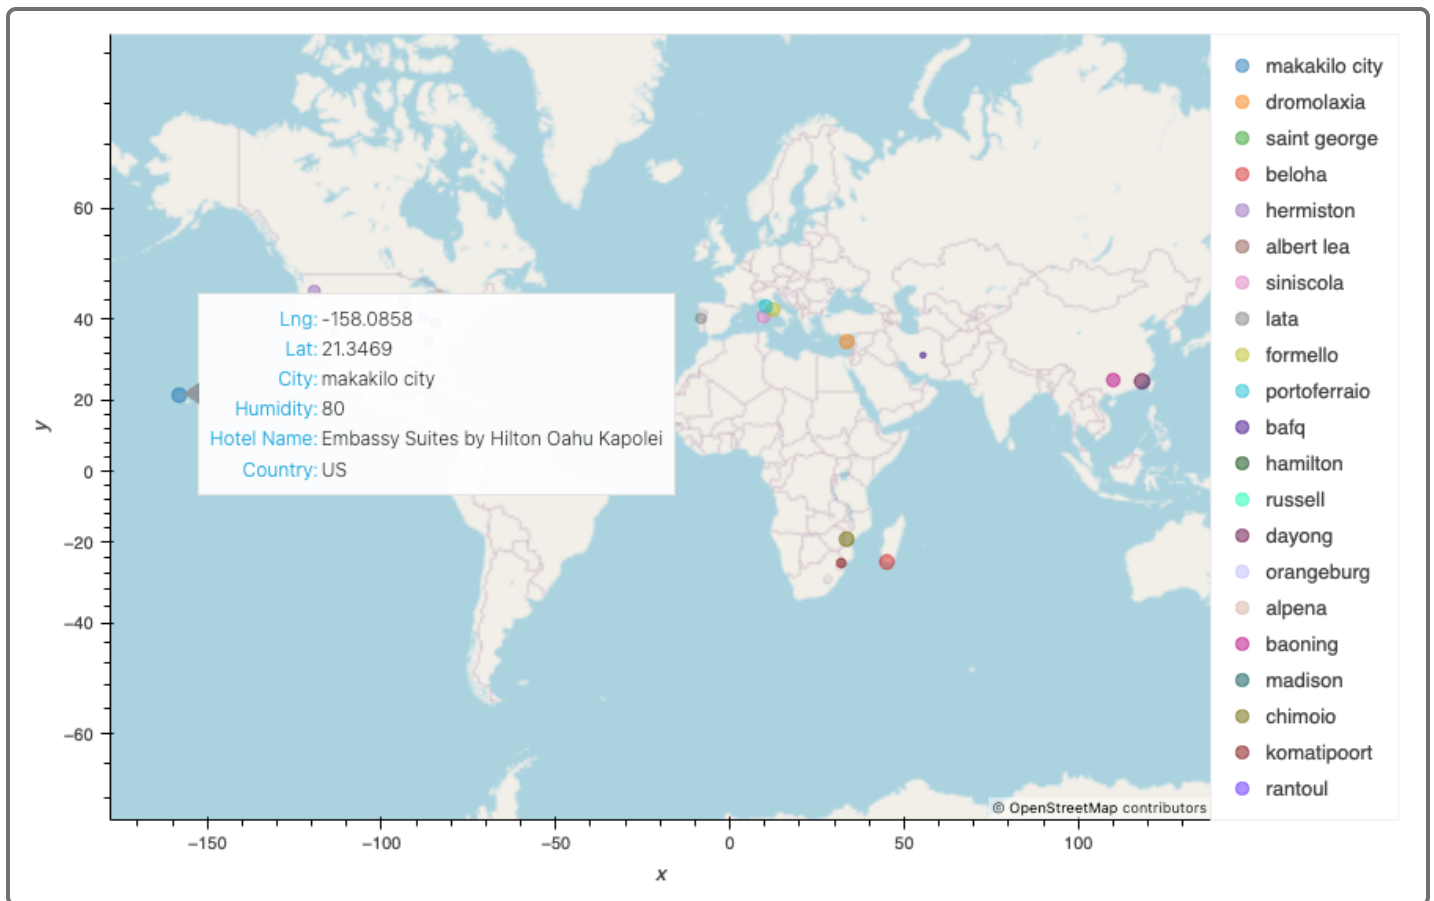 60
40
20
0
−20
−40
−60
y
−150
−100
−50
0
50
100
x
Lng: -158.0858
Lat: 21.3469
City: makakilo city
Humidity: 80
Hotel Name: Embassy Suites by Hilton Oahu Kapolei
Country: US
© OpenStreetMap contributors
makakilo city
dromolaxia
saint george
beloha
hermiston
albert lea
siniscola
lata
formello
portoferraio
bafq
hamilton
russell
dayong
orangeburg
alpena
baoning
madison
chimoio
komatipoort
rantoul